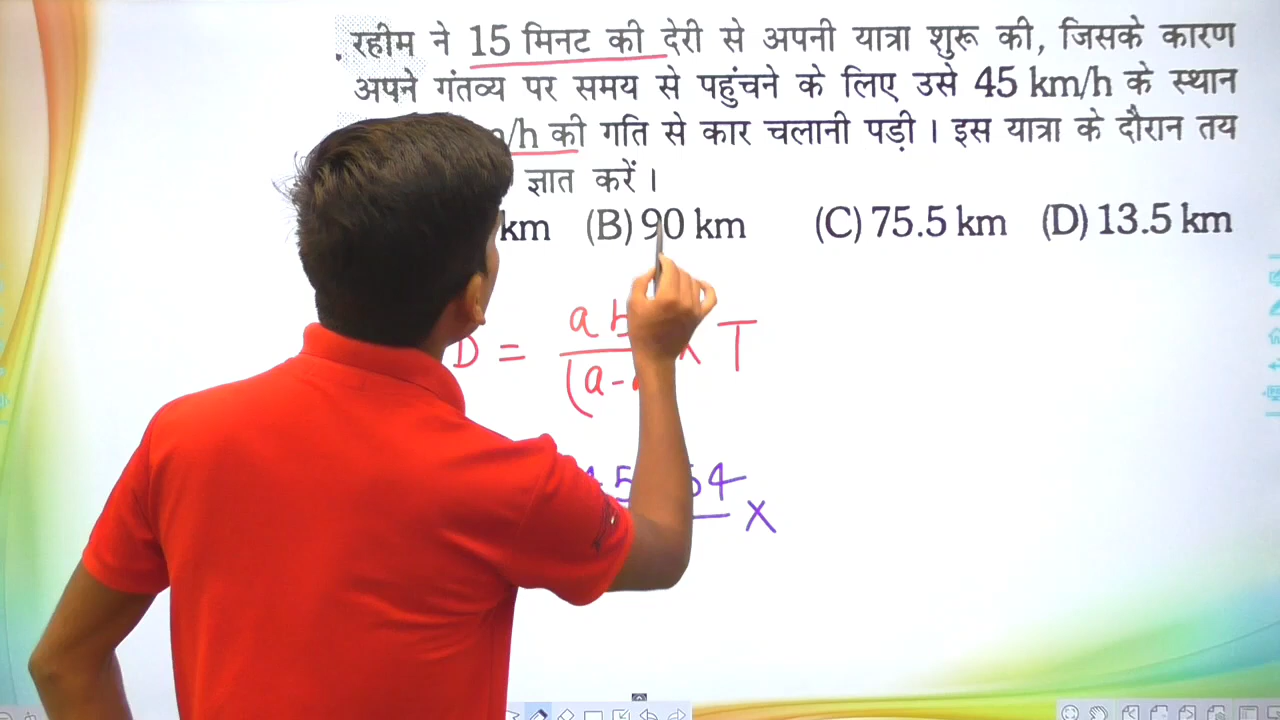 . रहीम ने 15 मिनट की देरी से अपनी यात्रा शुरू की, जिसके कारण
अपने गंतव्य पर समय से पहुंचने के लिए उसे 45 km/h के स्थान
/h की गति से कार चलानी पड़ी। इस यात्रा के दौरान तय
ज्ञात करें।
km (B) 90 km (C) 75.5 km (D) 13.5 km
D = a b × T
(a-
45 54 ×